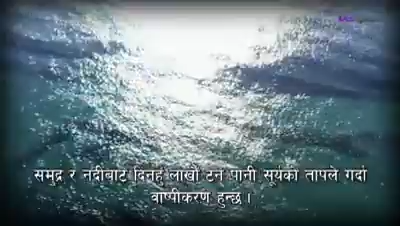 समुद्र र नदीबाट दिनहुँ लाखौं टन पानी सूर्यको तापले गर्दा
वाष्पीकरण हुन्छ ।